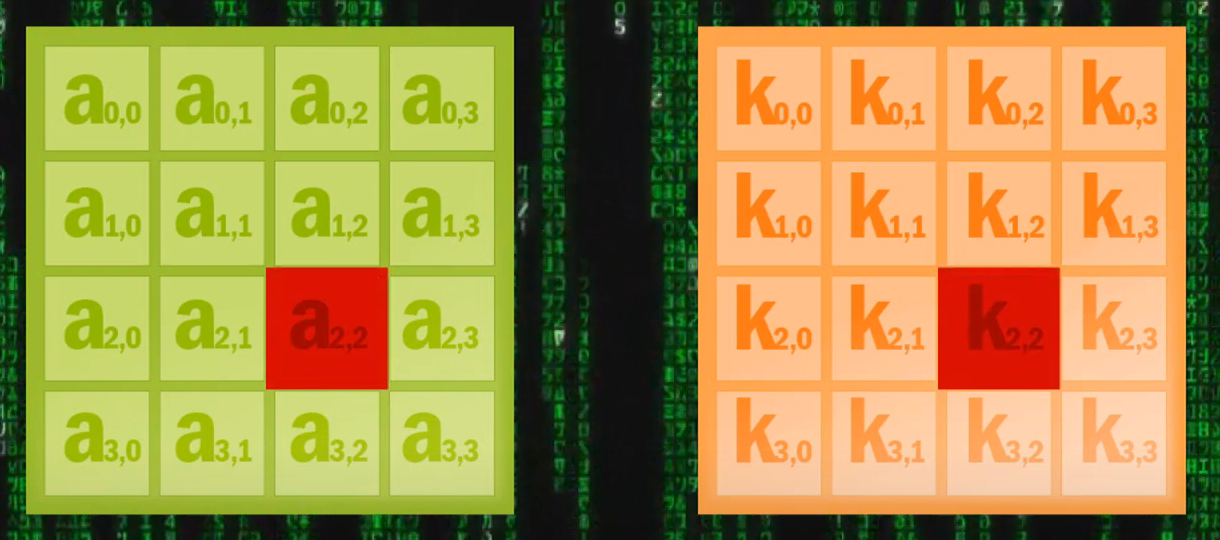 a0,0 a0,1 a0,2 a0,3 k0,0 k0,1 k0,2 k0,3
a1,0 a1,1 a1,2 a1,3 k1,0 k1,1 k1,2 k1,3
a2,0 a2,1 a2,2 a2,3 k2,0 k2,1 k2,2 k2,3
a3,0 a3,1 a3,2 a3,3 k3,0 k3,1 k3,2 k3,3